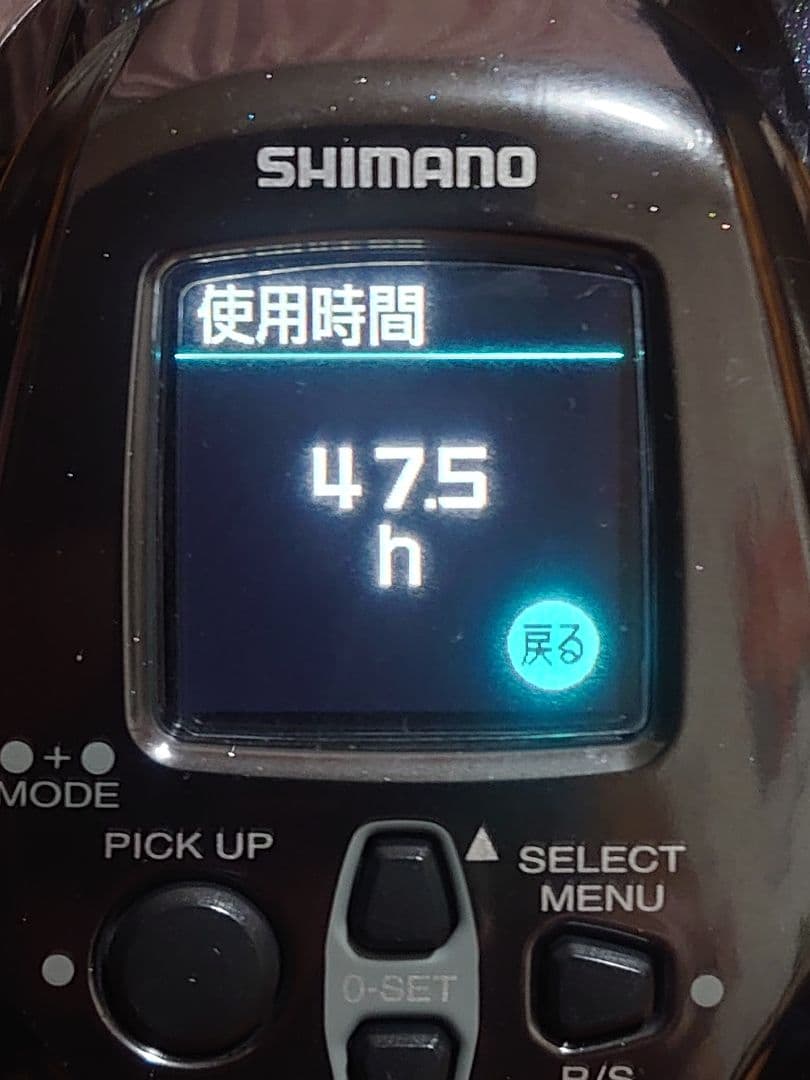 SHIMANO
使用時間
47.5
h
戻る
+
MODE
PICK UP
SELECT
MENU
0-SET